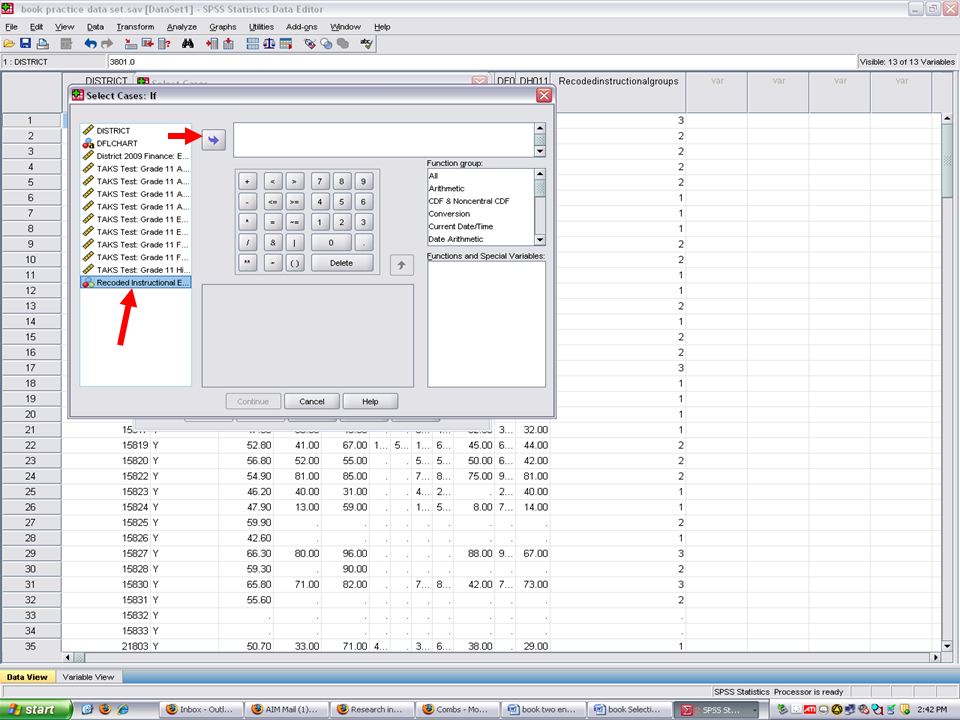 book practice data set.sav [DataSet1] - SPSS Statistics Data Editor
File Edit View Data Transform Analyze Graphs Utilities Add-ons Window Help
1 : DISTRICT 3801.0 Visible: 13 of 13 Variables
DISTRICT Select Cases DH011 Recodedinstructionalgroups var var var var
Select Cases: If
DISTRICT
DFLCHART
District 2009 Finance: E...
TAKS Test: Grade 11 A...
TAKS Test: Grade 11 A...
TAKS Test: Grade 11 A...
TAKS Test: Grade 11 A...
TAKS Test: Grade 11 E...
TAKS Test: Grade 11 E...
TAKS Test: Grade 11 F...
TAKS Test: Grade 11 F...
TAKS Test: Grade 11 Hi...
Recoded Instructional E...
+ < > 7 8 9
- <= >= 4 5 6
* = ~= 1 2 3
/ & | 0 .
** ~ ( ) Delete
Function group:
All
Arithmetic
CDF & Noncentral CDF
Conversion
Current Date/Time
Date Arithmetic
Functions and Special Variables:
Continue Cancel Help
1 3
2 2
3 2
4 2
5 2
6 1
7 1
8 1
9 2
10 2
11 1
12 1
13 2
14 1
15 2
16 2
17 3
18 1
19 1
20 1
21 32.00 1
22 15819 Y 52.80 41.00 67.00 1... 5... 1... 6... 45.00 6... 44.00 2
23 15820 Y 56.80 52.00 55.00 . . 5... 5... 50.00 6... 42.00 2
24 15822 Y 54.90 81.00 85.00 . . 7... 8... 75.00 9... 81.00 2
25 15823 Y 46.20 40.00 31.00 . . 4... 2... . 2... 40.00 1
26 15824 Y 47.90 13.00 59.00 . . 1... 5... 8.00 7... 14.00 1
27 15825 Y 59.90 . . . . . . . . . 2
28 15826 Y 42.60 . . . . . . . . . 1
29 15827 Y 66.30 80.00 96.00 . . . . 88.00 9... 67.00 3
30 15828 Y 59.30 . 90.00 . . . . . . . 2
31 15830 Y 65.80 71.00 82.00 . . 7... 8... 42.00 7... 73.00 3
32 15831 Y 55.60 . . . . . . . . . 2
33 15832 Y . . . . . . . . . . .
34 15833 Y . . . . . . . . . . .
35 21803 Y 50.70 33.00 71.00 4... . 3... 6... 38.00 . 29.00 1
Data View Variable View
SPSS Statistics Processor is ready
start Inbox - Outl... AIM Mail (1)... Research in... Combs - Mo... book two en... book Selecti... SPSS St... 2:42 PM